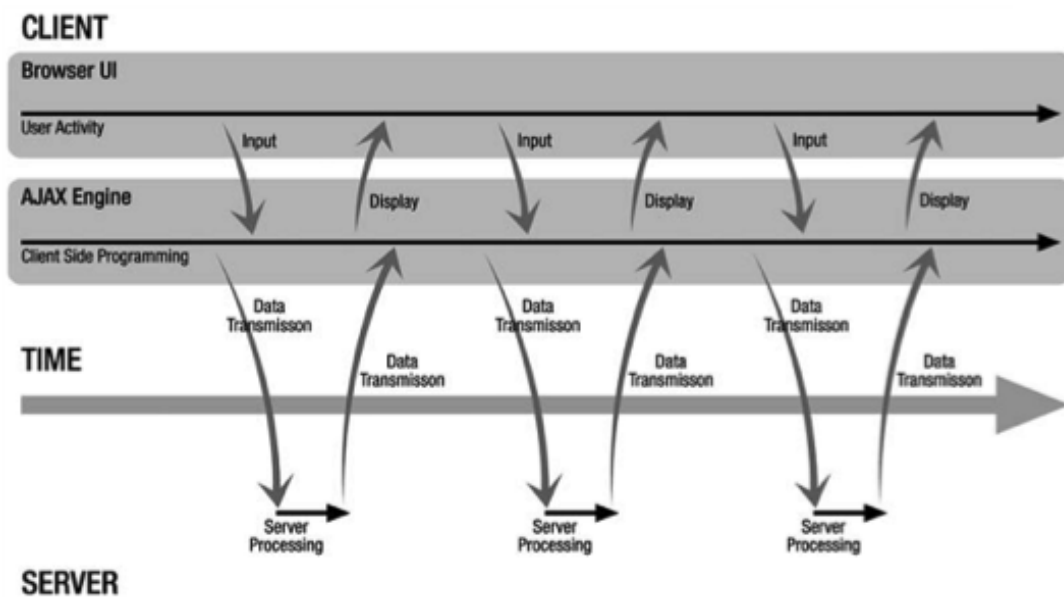 CLIENT
Browser UI
User Activity
Input
Input
Input
AJAX Engine
Display
Display
Display
Client Side Programming
Data
Transmisson
Data
Transmisson
Data
Transmisson
TIME
Data
Transmisson
Data
Transmisson
Data
Transmisson
Server
Processing
Server
Processing
Server
Processing
SERVER